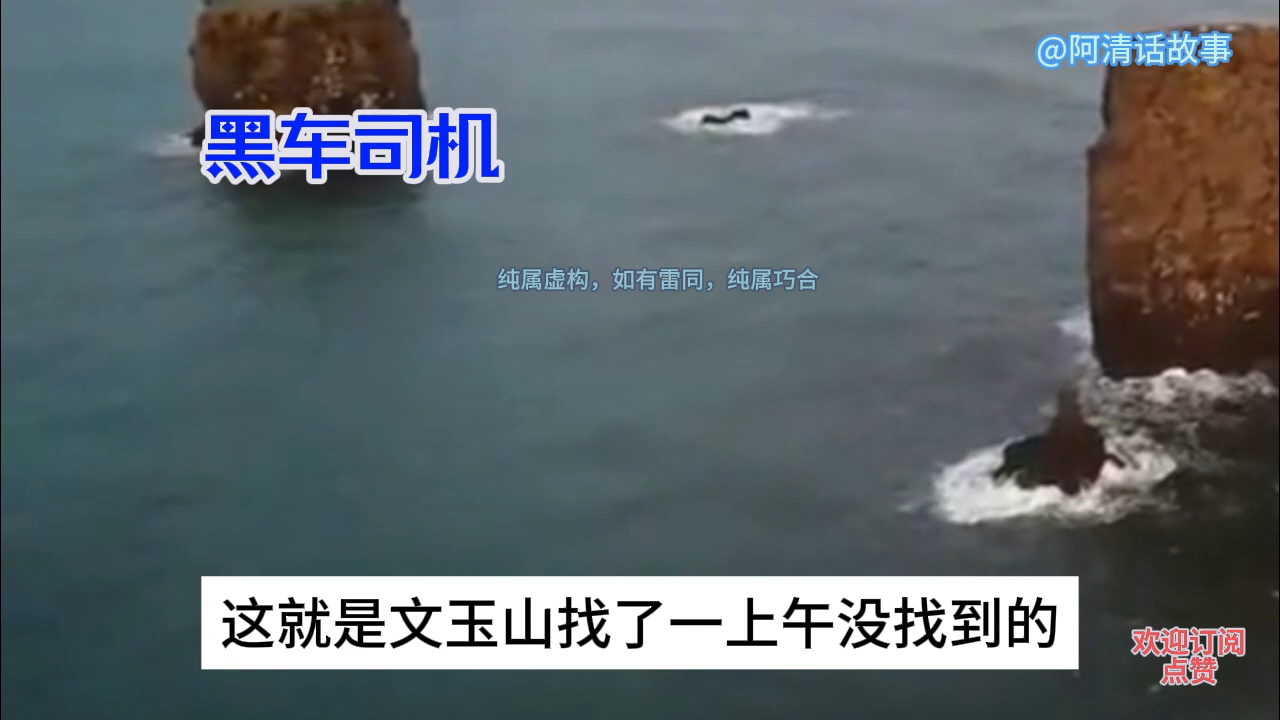 @阿清话故事
黑车司机
纯属虚构，如有雷同，纯属巧合
这就是文玉山找了一上午没找到的
欢迎订阅
点赞